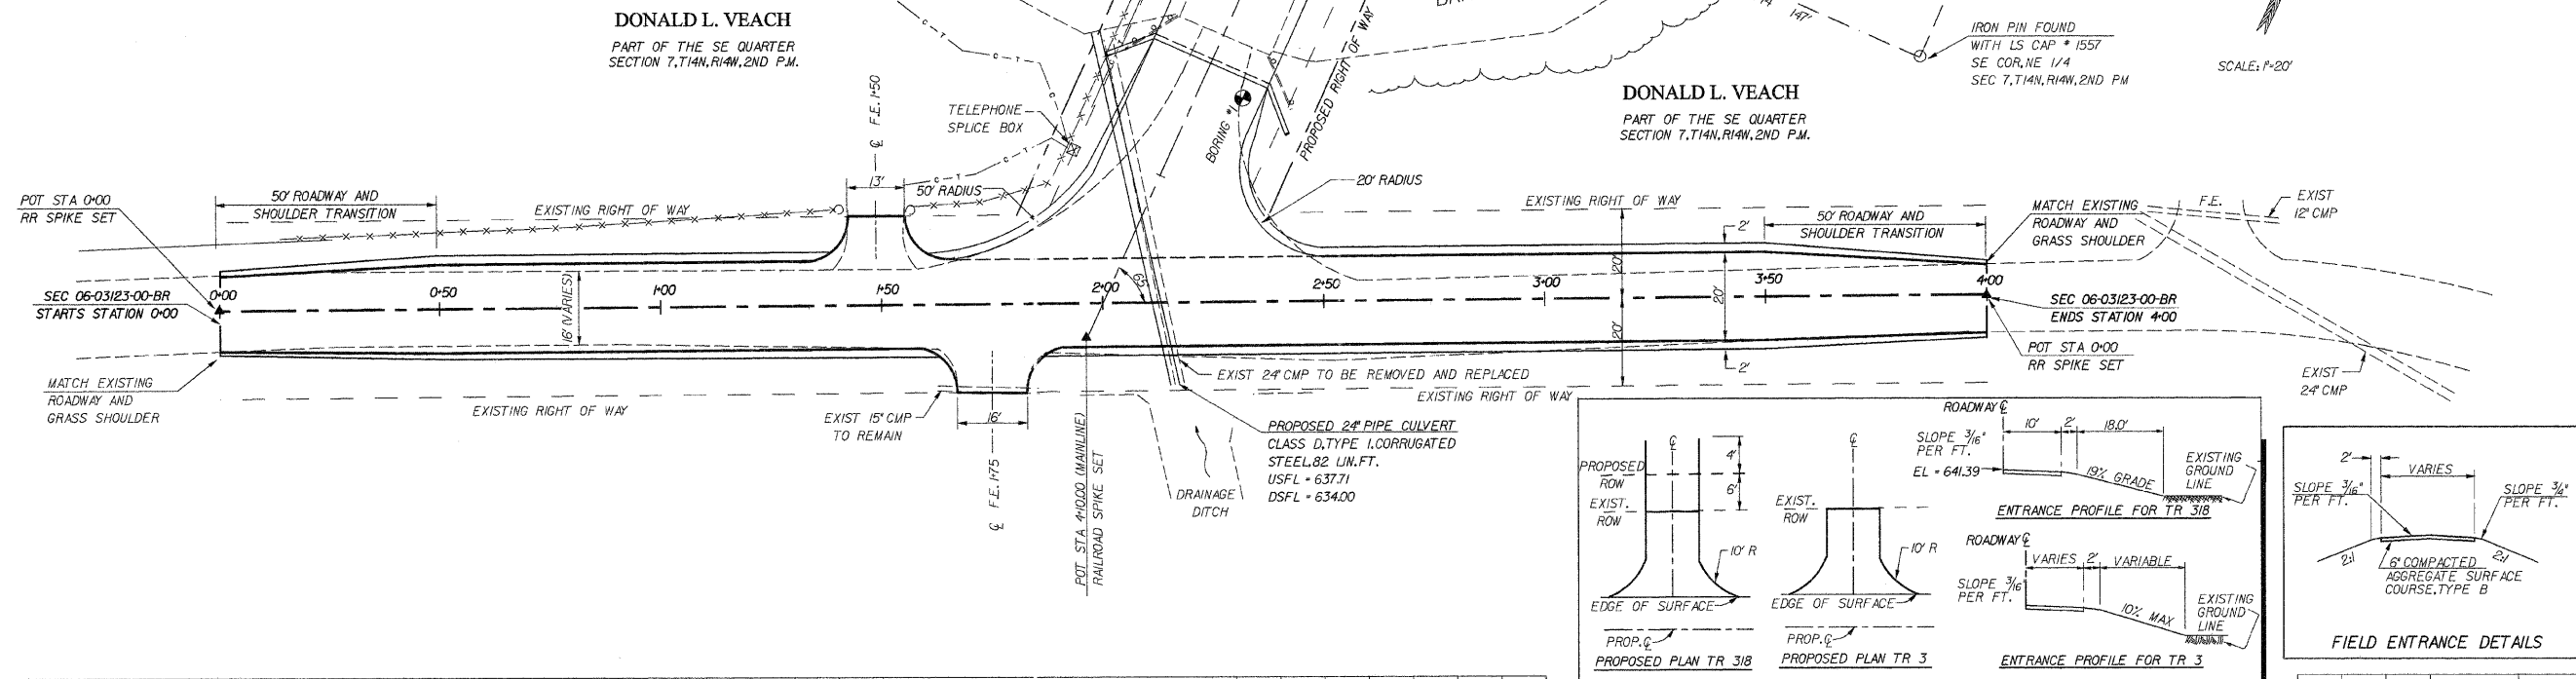 DONALD L. VEACH
PART OF THE SE QUARTER
SECTION 7,T14N,R14W,2ND P.M.
℄ F.E. 1+50
TELEPHONE
SPLICE BOX
BORING #1
PROPOSED RIGHT OF WAY
147'
IRON PIN FOUND
WITH LS CAP # 1557
SE COR,NE 1/4
SEC 7,T14N,R14W,2ND PM
SCALE: 1"=20'
DONALD L. VEACH
PART OF THE SE QUARTER
SECTION 7,T14N,R14W,2ND P.M.
POT STA 0+00
RR SPIKE SET
50' ROADWAY AND
SHOULDER TRANSITION
EXISTING RIGHT OF WAY
13'
50' RADIUS
20' RADIUS
EXISTING RIGHT OF WAY
50' ROADWAY AND
SHOULDER TRANSITION
2'
MATCH EXISTING
ROADWAY AND
GRASS SHOULDER
F.E.
EXIST
12" CMP
SEC 06-03123-00-BR
STARTS STATION 0+00
0+00
0+50
1+00
1+50
2+00
2+50
3+00
3+50
4+00
16' (VARIES)
65°
20'
20'
20'
SEC 06-03123-00-BR
ENDS STATION 4+00
POT STA 0+00
RR SPIKE SET
MATCH EXISTING
ROADWAY AND
GRASS SHOULDER
EXISTING RIGHT OF WAY
EXIST 15" CMP
TO REMAIN
16'
℄ F.E. 1+75
POT STA 4+10.00 (MAINLINE)
RAILROAD SPIKE SET
EXIST 24" CMP TO BE REMOVED AND REPLACED
2'
EXISTING RIGHT OF WAY
EXIST
24" CMP
DRAINAGE
DITCH
PROPOSED 24" PIPE CULVERT
CLASS D,TYPE 1,CORRUGATED
STEEL,82 LIN.FT.
USFL = 637.71
DSFL = 634.00
PROPOSED
ROW
EXIST.
ROW
℄
4'
6'
10' R
EDGE OF SURFACE
PROP.℄
PROPOSED PLAN TR 318
℄
EXIST.
ROW
10' R
EDGE OF SURFACE
PROP.℄
PROPOSED PLAN TR 3
ROADWAY ℄
10'
2'
18.0'
SLOPE 3/16"
PER FT.
EL = 641.39
19% GRADE
EXISTING
GROUND
LINE
ENTRANCE PROFILE FOR TR 318
ROADWAY ℄
VARIES
2'
VARIABLE
SLOPE 3/16"
PER FT.
10% MAX
EXISTING
GROUND
LINE
ENTRANCE PROFILE FOR TR 3
2'
VARIES
SLOPE 3/16"
PER FT.
SLOPE 3/4"
PER FT.
2:1
2:1
6" COMPACTED
AGGREGATE SURFACE
COURSE,TYPE B
FIELD ENTRANCE DETAILS